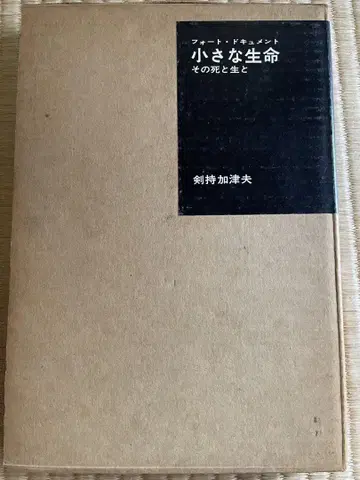 フォート・ドキュメント
小さな生命
その死と生と
剣持加津夫